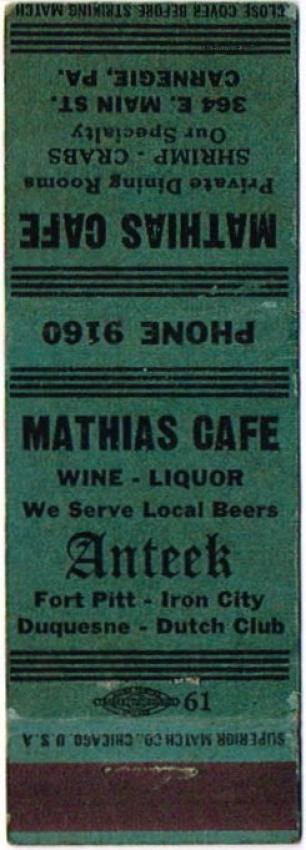 CLOSE COVER BEFORE STRIKING MATCH
MATHIAS CAFE
Private Dining Rooms
SHRIMP - CRABS
Our Specialty
364 E. MAIN ST.
CARNEGIE, PA.
PHONE 9160
MATHIAS CAFE
WINE - LIQUOR
We Serve Local Beers
Anteek
Fort Pitt - Iron City
Duquesne - Dutch Club
61
SUPERIOR MATCH CO., CHICAGO, U.S.A